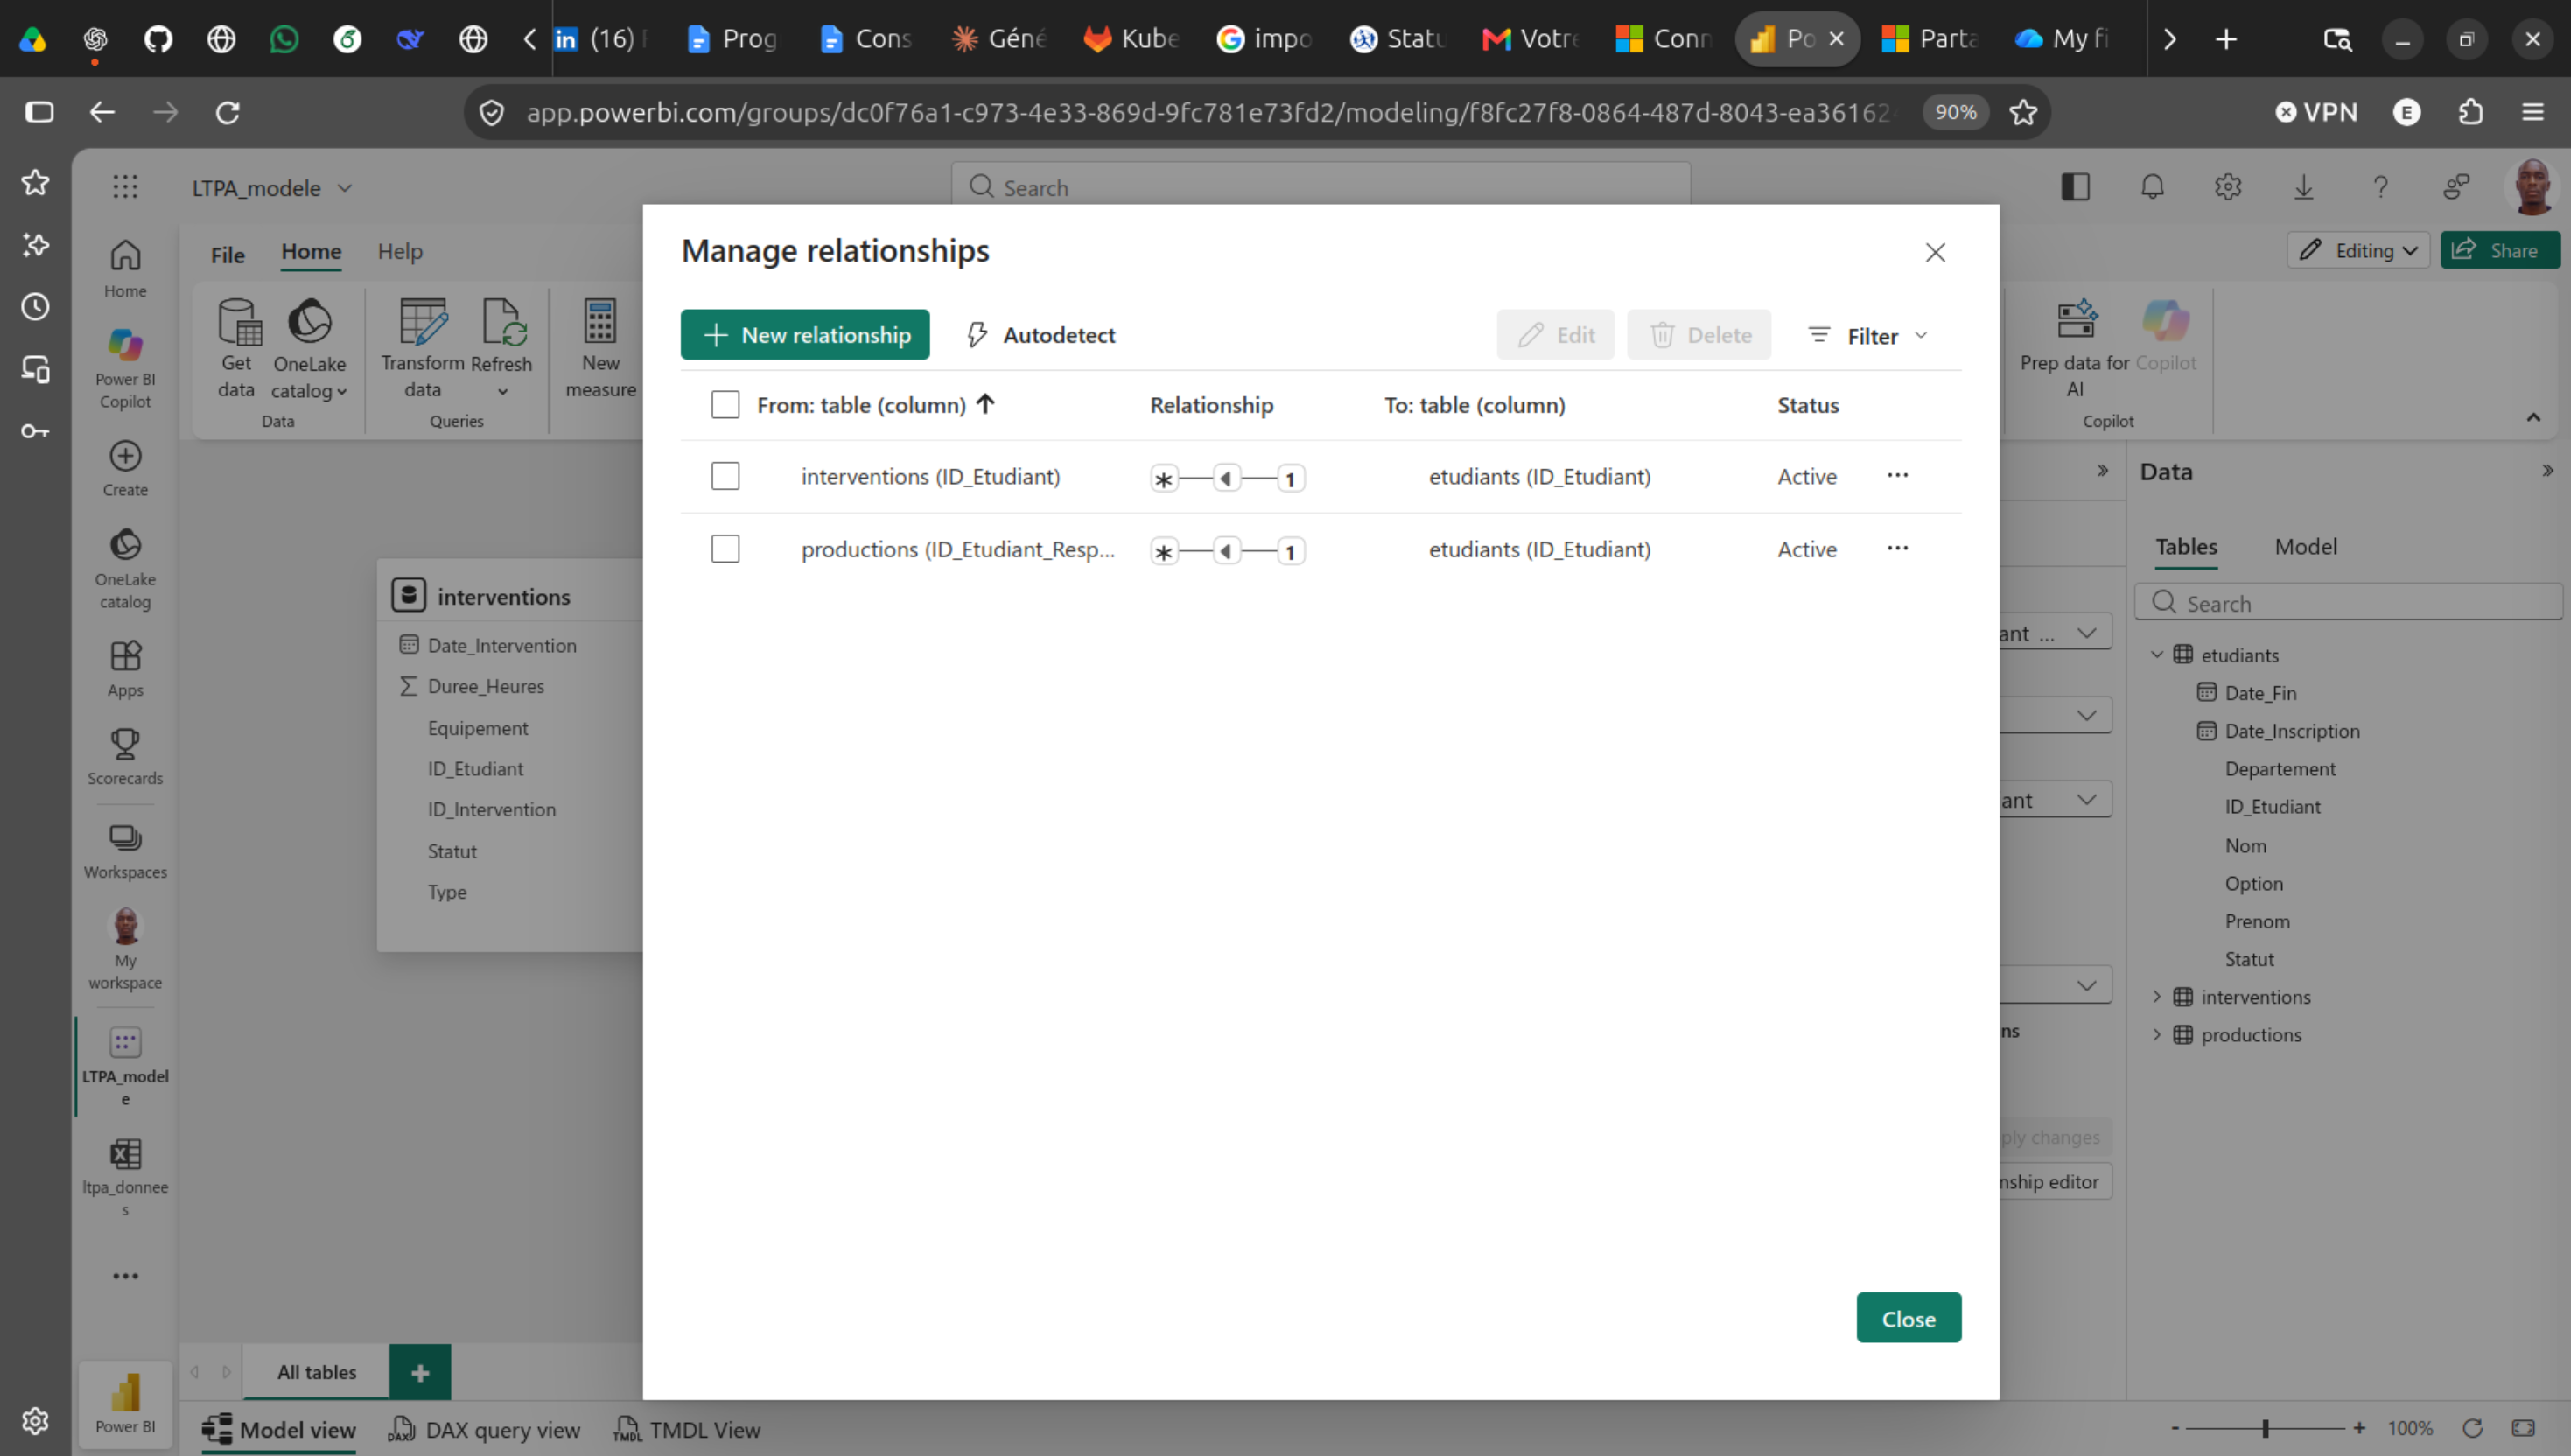 (16)
Prog
Cons
Géné
Kube
impo
Statu
Votre
Conn
Po
Parta
My fi
app.powerbi.com/groups/dc0f76a1-c973-4e33-869d-9fc781e73fd2/modeling/f8fc27f8-0864-487d-8043-ea36162
90%
VPN
E
LTPA_modele
Search
File
Home
Help
Editing
Share
Get data
OneLake catalog
Data
Transform data
Refresh
Queries
New measure
Prep data for AI
Copilot
Copilot
Home
Power BI Copilot
Create
OneLake catalog
Apps
Scorecards
Workspaces
My workspace
LTPA_model
e
ltpa_donnee
s
Power BI
interventions
Date_Intervention
Duree_Heures
Equipement
ID_Etudiant
ID_Intervention
Statut
Type
Manage relationships
New relationship
Autodetect
Edit
Delete
Filter
From: table (column)
Relationship
To: table (column)
Status
interventions (ID_Etudiant)
* 1
etudiants (ID_Etudiant)
Active
productions (ID_Etudiant_Resp...
* 1
etudiants (ID_Etudiant)
Active
Close
ant ...
ant
ns
ply changes
nship editor
Data
Tables
Model
Search
etudiants
Date_Fin
Date_Inscription
Departement
ID_Etudiant
Nom
Option
Prenom
Statut
interventions
productions
All tables
Model view
DAX query view
TMDL View
- + 100%